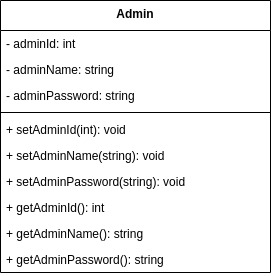 Admin
- adminId: int
- adminName: string
- adminPassword: string
+ setAdminId(int): void
+ setAdminName(string): void
+ setAdminPassword(string): void
+ getAdminId(): int
+ getAdminName(): string
+ getAdminPassword(): string